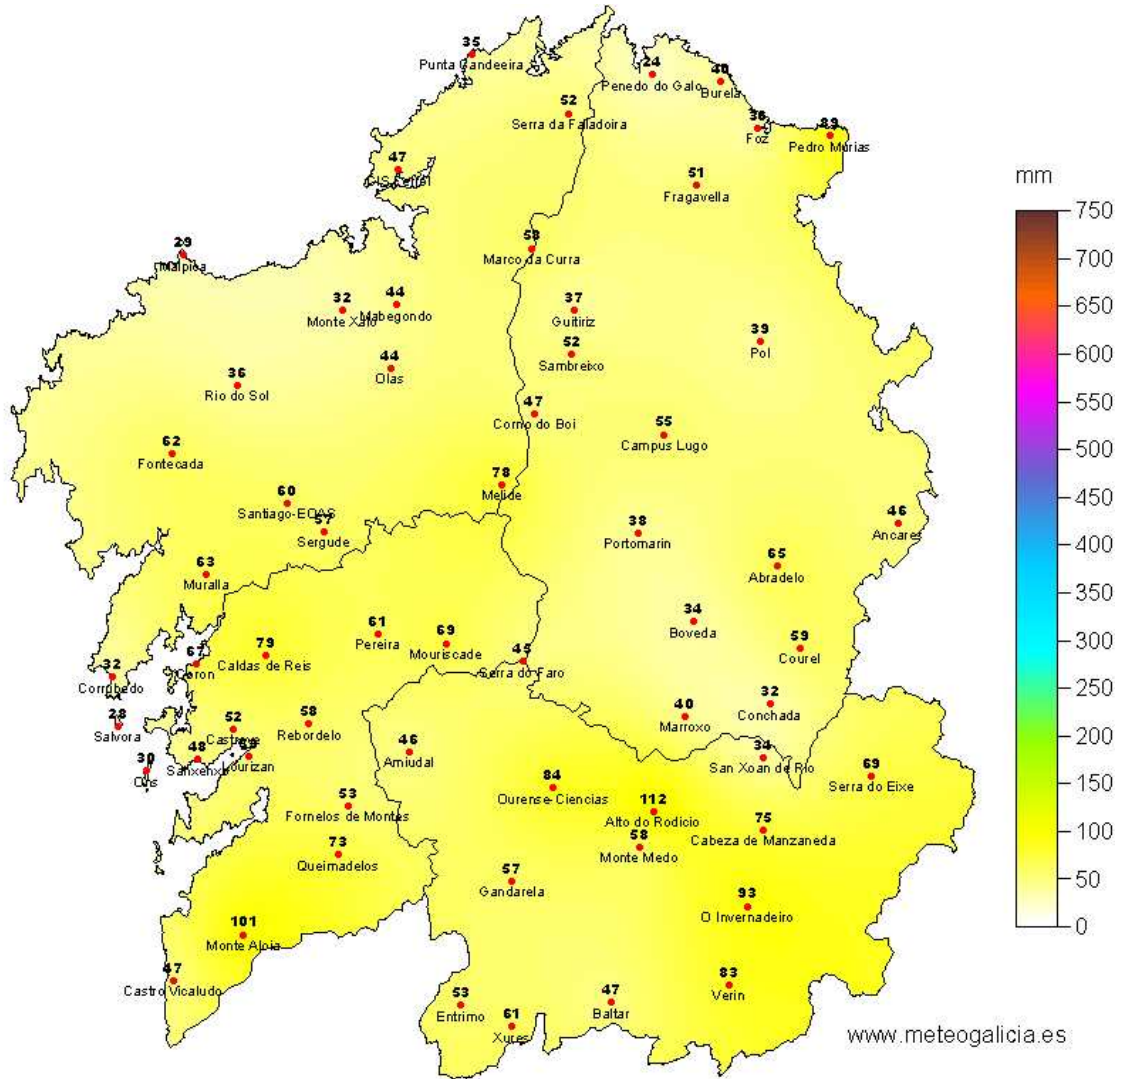 35
Punta Candeeira
24
Penedo do Galo
40
Burela
52
Serra da Faladoira
36
Foz
89
Pedro Murias
47
CIS Ferrol
51
Fragavella
mm
750
700
650
600
550
500
450
400
350
300
250
200
150
100
50
0
29
Malpica
58
Marco da Curra
32
Monte Xalo
44
Mabegondo
37
Guitiriz
39
Pol
52
Sambreixo
44
Olas
36
Rio do Sol
47
Corno do Boi
55
Campus Lugo
62
Fontecada
78
Melide
60
Santiago-EOAS
57
Sergude
38
Portomarin
46
Ancares
65
Abradelo
63
Muralla
34
Boveda
61
Pereira
69
Mouriscade
59
Courel
79
Caldas de Reis
67
Coron
45
Serra do Faro
32
Corrubedo
32
Conchada
40
Marroxo
28
Salvora
52
Castrove
58
Rebordelo
46
Amiudal
48
Sanxenxo
Lourizan
34
San Xoan de Rio
30
Ons
69
Serra do Eixe
84
Ourense-Ciencias
53
Fornelos de Montes
112
Alto do Rodicio
75
Cabeza de Manzaneda
58
Monte Medo
73
Queimadelos
57
Gandarela
93
O Invernadeiro
101
Monte Aloia
47
Castro Vicaludo
83
Verin
53
Entrimo
61
Xures
47
Baltar
www.meteogalicia.es